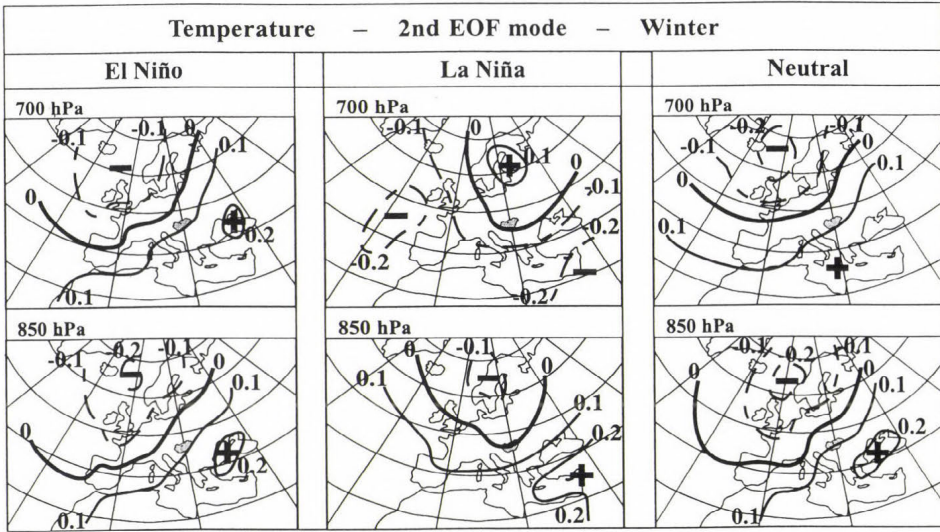 Temperature – 2nd EOF mode – Winter
El Niño La Niña Neutral
700 hPa 700 hPa 700 hPa
-0.1 -0.1 0 0.1 0 0.1 0.2
-0.1 0 0.1 0 -0.1 -0.2 -0.2 -0.2
-0.2 -0.1 -0.1 0 0.1 0 0.1
850 hPa 850 hPa 850 hPa
-0.1 -0.2 -0.1 0 0.1 0 0.2 0.1
0 -0.1 0 0.1 0.1 0.2 0.2
-0.1 0.2 0.1 0 0 0.1 0.2 0.1